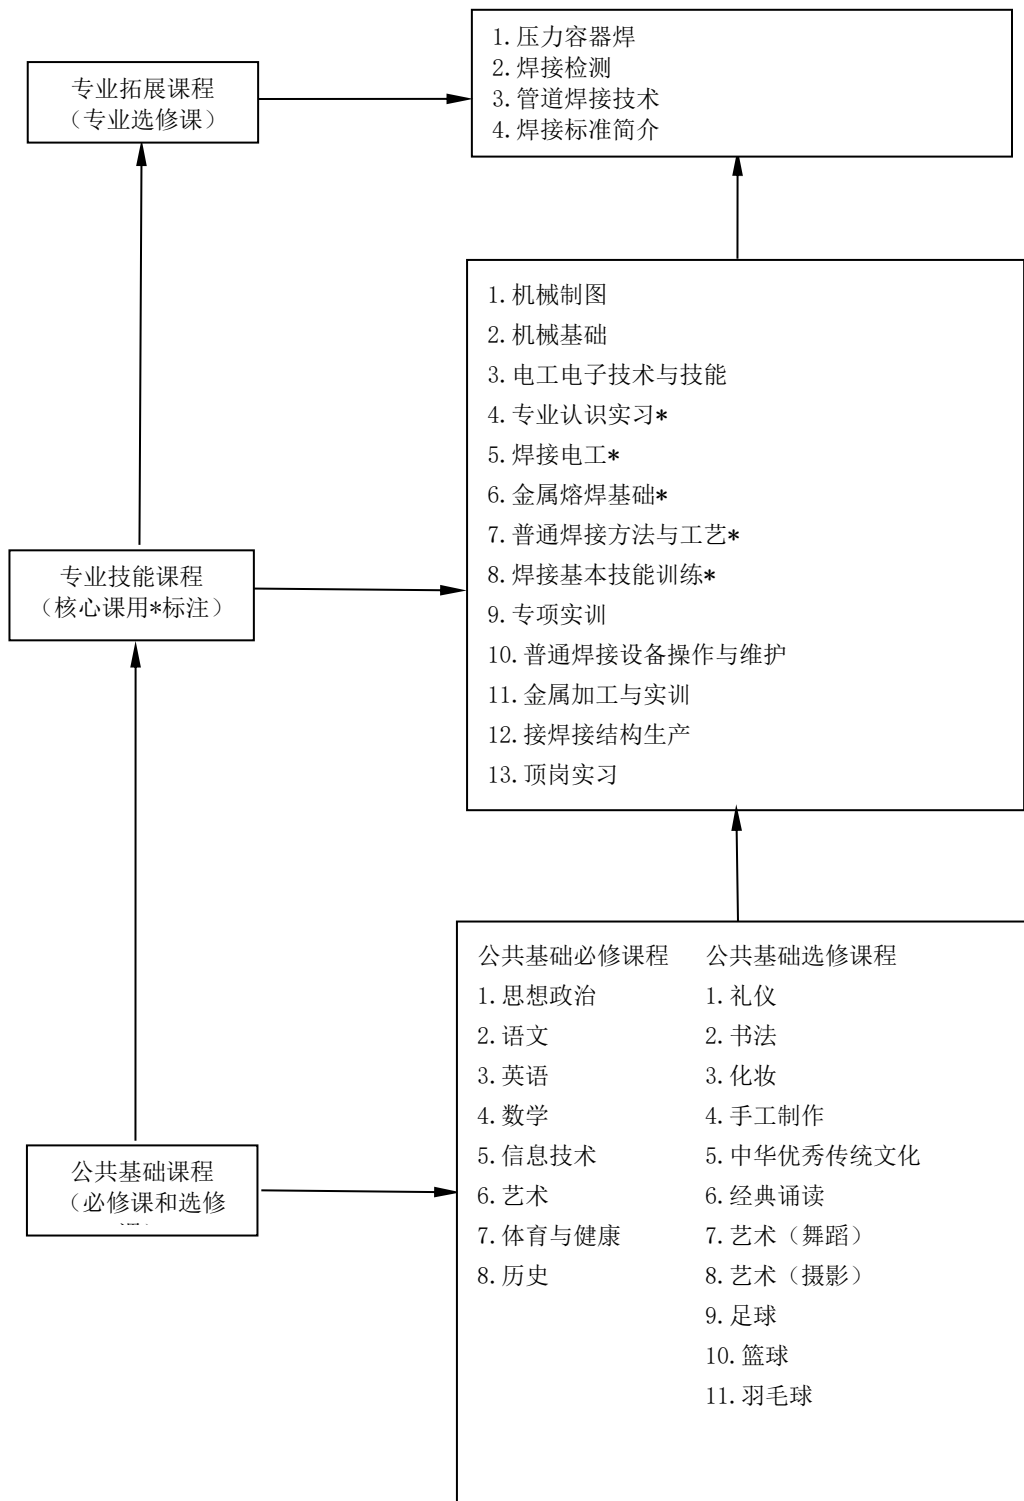 1.压力容器焊
2.焊接检测
3.管道焊接技术
4.焊接标准简介
专业拓展课程
（专业选修课）
1.机械制图
2.机械基础
3.电工电子技术与技能
4.专业认识实习*
5.焊接电工*
6.金属熔焊基础*
7.普通焊接方法与工艺*
8.焊接基本技能训练*
9.专项实训
10.普通焊接设备操作与维护
11.金属加工与实训
12.接焊接结构生产
13.顶岗实习
专业技能课程
（核心课用*标注）
公共基础必修课程
1.思想政治
2.语文
3.英语
4.数学
5.信息技术
6.艺术
7.体育与健康
8.历史
公共基础选修课程
1.礼仪
2.书法
3.化妆
4.手工制作
5.中华优秀传统文化
6.经典诵读
7.艺术（舞蹈）
8.艺术（摄影）
9.足球
10.篮球
11.羽毛球
公共基础课程
（必修课和选修